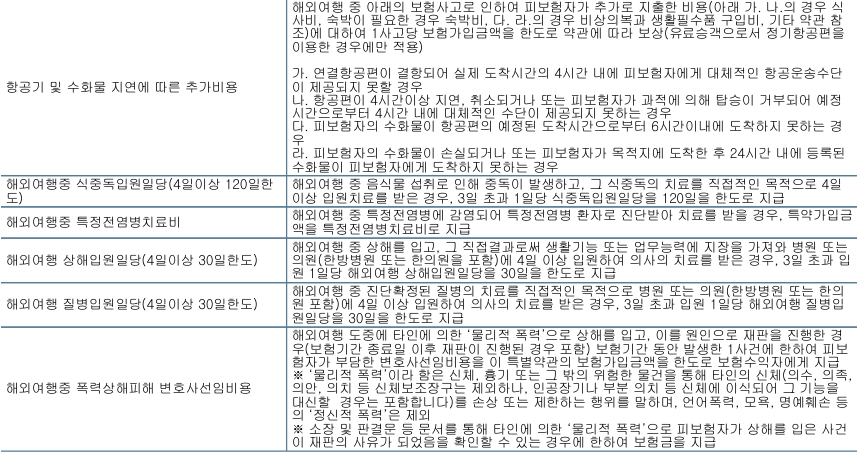 해외여행 중 아래의 보험사고로 인하여 피보험자가 추가로 지출한 비용(아래 가. 나.의 경우 식
사비, 숙박이 필요한 경우 숙박비, 다. 라.의 경우 비상의복과 생활필수품 구입비, 기타 약관 참
조)에 대하여 1사고당 보험가입금액을 한도로 약관에 따라 보상(유료승객으로서 정기항공편을
이용한 경우에만 적용)
항공기 및 수화물 지연에 따른 추가비용
가. 연결항공편이 결항되어 실제 도착시간의 4시간 내에 피보험자에게 대체적인 항공운송수단
이 제공되지 못할 경우
나. 항공편이 4시간이상 지연, 취소되거나 또는 피보험자가 과적에 의해 탑승이 거부되어 예정
시간으로부터 4시간 내에 대체적인 수단이 제공되지 못하는 경우
다. 피보험자의 수화물이 항공편의 예정된 도착시간으로부터 6시간이내에 도착하지 못하는 경
우
라. 피보험자의 수화물이 손실되거나 또는 피보험자가 목적지에 도착한 후 24시간 내에 등록된
수화물이 피보험자에게 도착하지 못하는 경우
해외여행중 식중독입원일당(4일이상 120일한
도)
해외여행 중 음식물 섭취로 인해 중독이 발생하고, 그 식중독의 치료를 직접적인 목적으로 4일
이상 입원치료를 받은 경우, 3일 초과 1일당 식중독입원일당을 120일을 한도로 지급
해외여행중 특정전염병치료비
해외여행 중 특정전염병에 감염되어 특정전염병 환자로 진단받아 치료를 받을 경우, 특약가입금
액을 특정전염병치료비로 지급
해외여행 상해입원일당(4일이상 30일한도)
해외여행 중 상해를 입고, 그 직접결과로써 생활기능 또는 업무능력에 지장을 가져와 병원 또는
의원(한방병원 또는 한의원을 포함)에 4일 이상 입원하여 의사의 치료를 받은 경우, 3일 초과 입
원 1일당 해외여행 상해입원일당을 30일을 한도로 지급
해외여행 질병입원일당(4일이상 30일한도)
해외여행 중 진단확정된 질병의 치료를 직접적인 목적으로 병원 또는 의원(한방병원 또는 한의
원 포함)에 4일 이상 입원하여 의사의 치료를 받은 경우, 3일 초과 입원 1일당 해외여행 질병입
원일당을 30일을 한도로 지급
해외여행중 폭력상해피해 변호사선임비용
해외여행 도중에 타인에 의한 ‘물리적 폭력’으로 상해를 입고, 이를 원인으로 재판을 진행한 경
우(보험기간 종료일 이후 재판이 진행된 경우 포함) 보험기간 동안 발생한 1사건에 한하여 피보
험자가 부담한 변호사선임비용을 이 특별약관의 보험가입금액을 한도로 보험수익자에게 지급
※ ‘물리적 폭력’이라 함은 신체, 흉기 또는 그 밖의 위험한 물건을 통해 타인의 신체(의수, 의족,
의안, 의치 등 신체보조장구는 제외하나, 인공장기나 부분 의치 등 신체에 이식되어 그 기능을
대신할 경우는 포함합니다)를 손상 또는 제한하는 행위를 말하며, 언어폭력, 모욕, 명예훼손 등
의 ‘정신적 폭력’은 제외
※ 소장 및 판결문 등 문서를 통해 타인에 의한 ‘물리적 폭력’으로 피보험자가 상해를 입은 사건
이 재판의 사유가 되었음을 확인할 수 있는 경우에 한하여 보험금을 지급